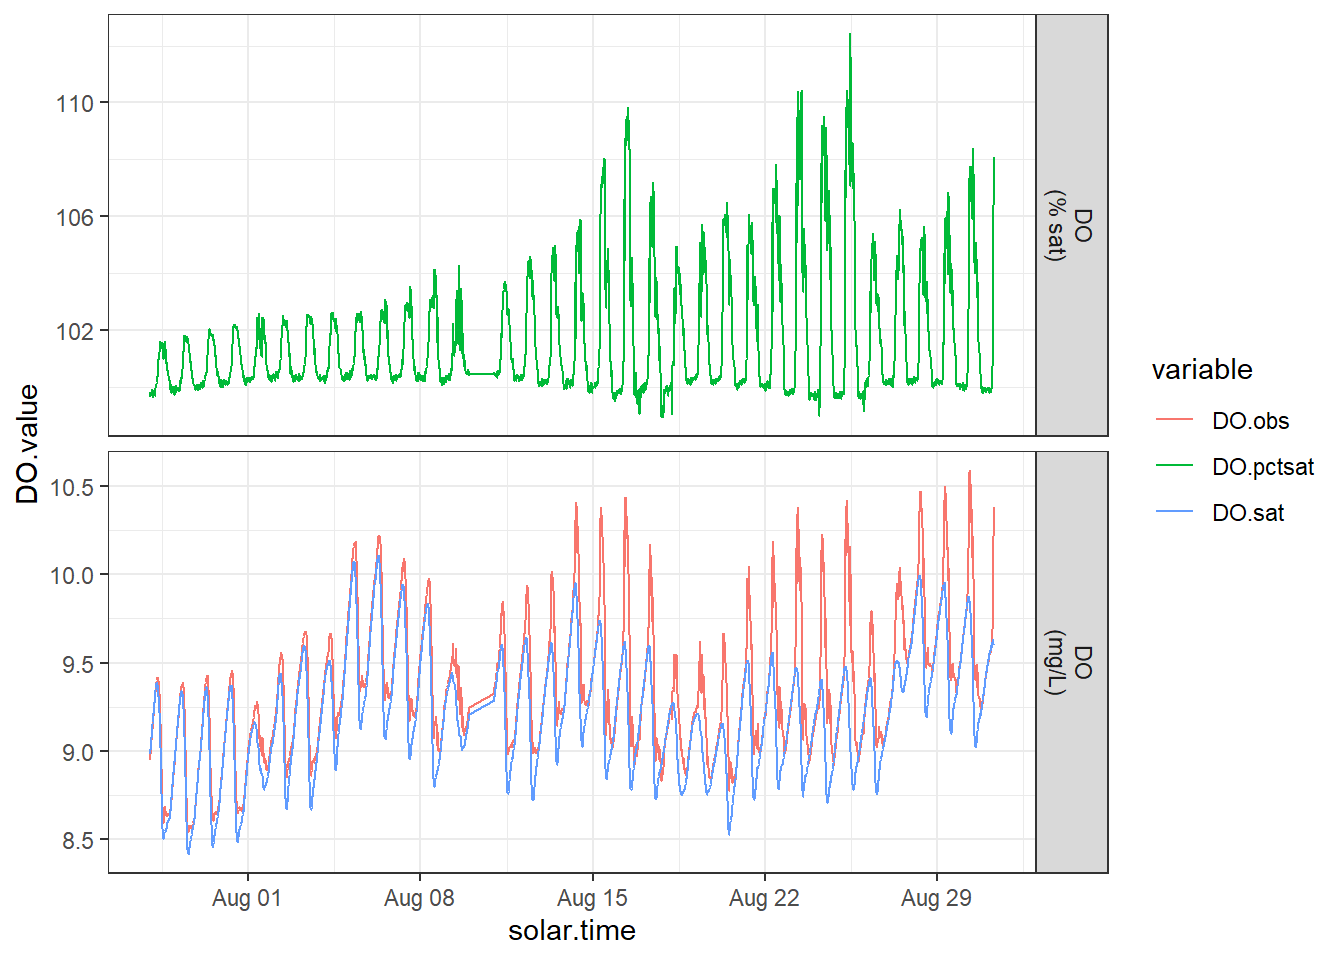 110
106
102
DO
(% sat)
10.5
10.0
9.5
9.0
8.5
DO
(mg/L)
DO.value
Aug 01
Aug 08
Aug 15
Aug 22
Aug 29
solar.time
variable
DO.obs
DO.pctsat
DO.sat